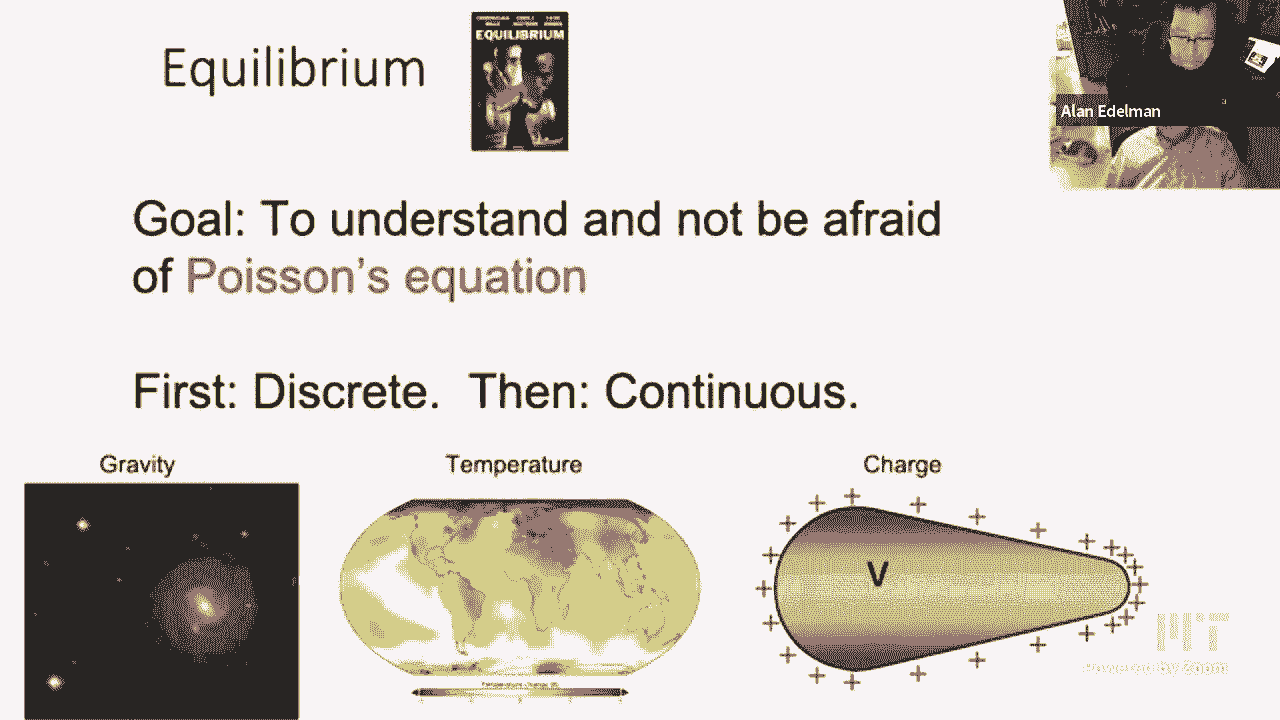 Equilibrium
EQUILIBRIUM
Alan Edelman
Goal: To understand and not be afraid
of Poisson's equation
First: Discrete. Then: Continuous.
Gravity
Temperature
Charge
V
MIT
Powered by Zoom